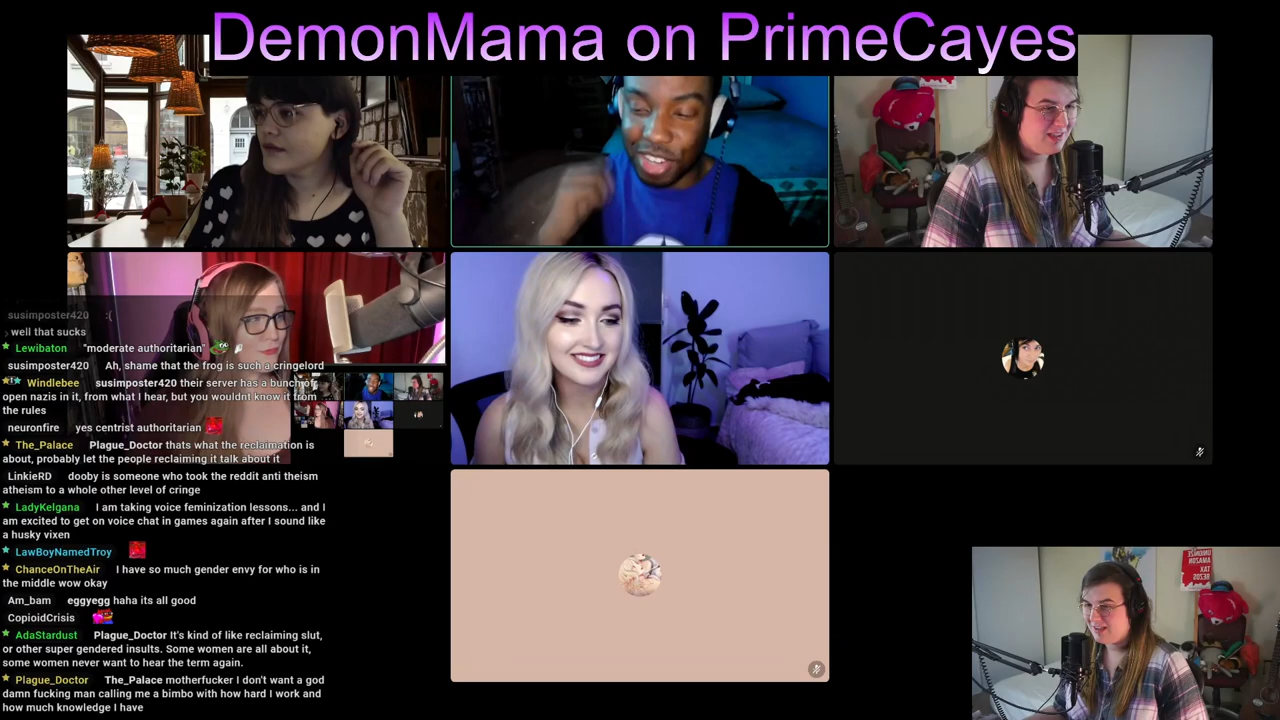 DemonMama on PrimeCayes
susimposter420 :(
well that sucks
Lewibaton "moderate authoritarian"
susimposter420 Ah, shame that the frog is such a cringelord
Windlebee susimposter420 their server has a bunch of
open nazis in it, from what I hear, but you wouldnt know it from
the rules
neuronfire yes centrist authoritarian
The_Palace Plague_Doctor thats what the reclaimation is
about, probably let the people reclaiming it talk about it
LinkieRD dooby is someone who took the reddit anti theism
atheism to a whole other level of cringe
LadyKelgana I am taking voice feminization lessons... and I
am excited to get on voice chat in games again after I sound like
a husky vixen
LawBoyNamedTroy
ChanceOnTheAir I have so much gender envy for who is in
the middle wow okay
Am_bam eggyegg haha its all good
CopioidCrisis
AdaStardust Plague_Doctor It's kind of like reclaiming slut,
or other super gendered insults. Some women are all about it,
some women never want to hear the term again.
Plague_Doctor The_Palace motherfucker I don't want a god
damn fucking man calling me a bimbo with how hard I work and
how much knowledge I have
TAX
BEZOS